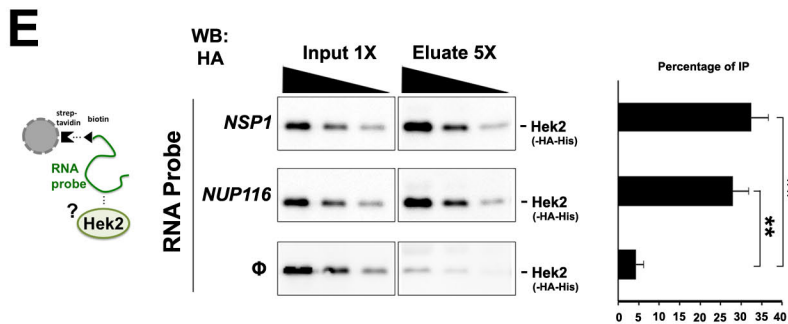 E
WB:
HA
Input 1X
Eluate 5X
Percentage of IP
strep-
tavidin
biotin
RNA
probe
?
Hek2
RNA Probe
NSP1
- Hek2
(-HA-His)
NUP116
- Hek2
(-HA-His)
Φ
- Hek2
(-HA-His)
**
0 5 10 15 20 25 30 35 40